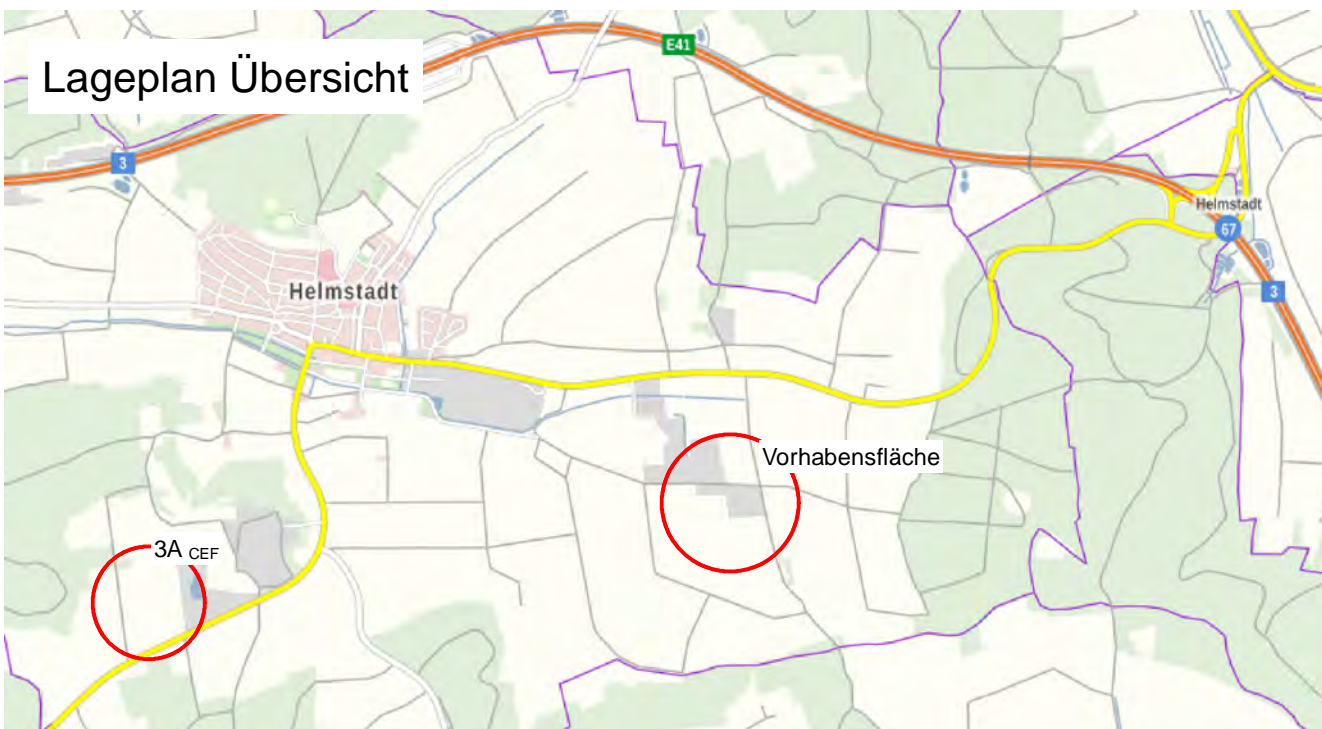 Lageplan Übersicht
E41
3
Helmstadt
67
3
Helmstadt
Vorhabensfläche
3A CEF